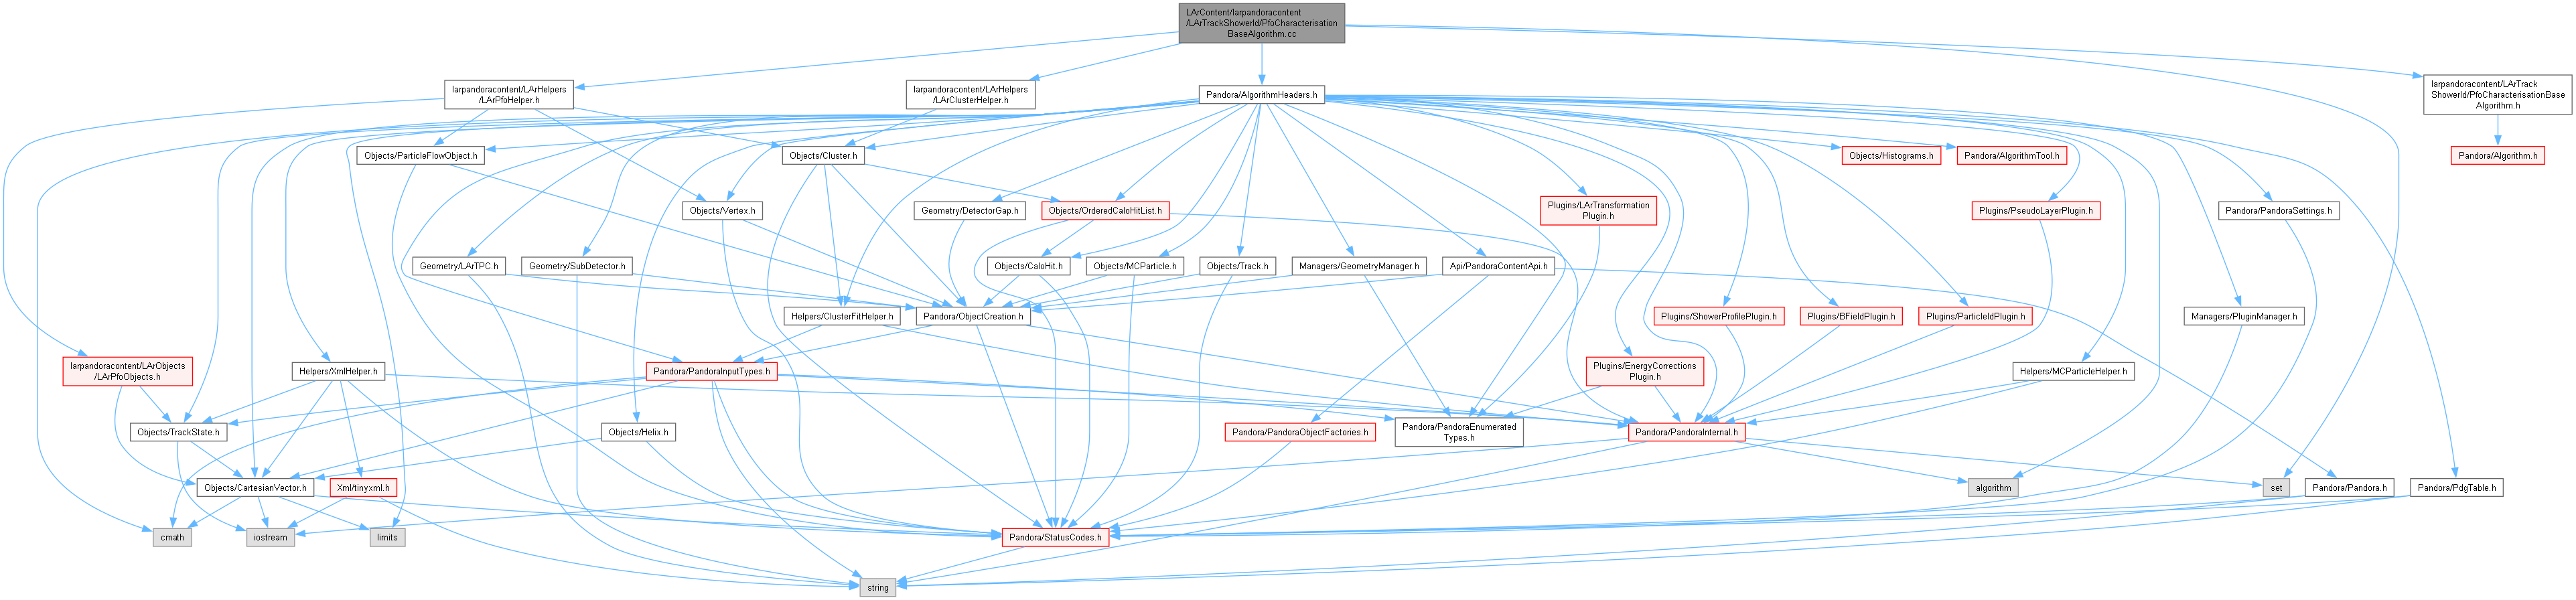 LArContent/larpandoracontent
/LArTrackShowerId/PfoCharacterisation
BaseAlgorithm.cc
larpandoracontent/LArHelpers
/LArPfoHelper.h
larpandoracontent/LArHelpers
/LArClusterHelper.h
Pandora/AlgorithmHeaders.h
larpandoracontent/LArTrack
ShowerId/PfoCharacterisationBase
Algorithm.h
Objects/ParticleFlowObject.h
Objects/Cluster.h
Objects/Histograms.h
Pandora/AlgorithmTool.h
Pandora/Algorithm.h
Objects/Vertex.h
Geometry/DetectorGap.h
Objects/OrderedCaloHitList.h
Plugins/LArTransformation
Plugin.h
Plugins/PseudoLayerPlugin.h
Pandora/PandoraSettings.h
Geometry/LArTPC.h
Geometry/SubDetector.h
Objects/CaloHit.h
Objects/MCParticle.h
Objects/Track.h
Managers/GeometryManager.h
Api/PandoraContentApi.h
Helpers/ClusterFitHelper.h
Pandora/ObjectCreation.h
Plugins/ShowerProfilePlugin.h
Plugins/BFieldPlugin.h
Plugins/ParticleIdPlugin.h
Managers/PluginManager.h
larpandoracontent/LArObjects
/LArPfoObjects.h
Helpers/XmlHelper.h
Pandora/PandoraInputTypes.h
Plugins/EnergyCorrections
Plugin.h
Helpers/MCParticleHelper.h
Objects/TrackState.h
Objects/Helix.h
Pandora/PandoraObjectFactories.h
Pandora/PandoraEnumerated
Types.h
Pandora/PandoraInternal.h
Objects/CartesianVector.h
Xml/tinyxml.h
algorithm
set
Pandora/Pandora.h
Pandora/PdgTable.h
cmath
iostream
limits
Pandora/StatusCodes.h
string